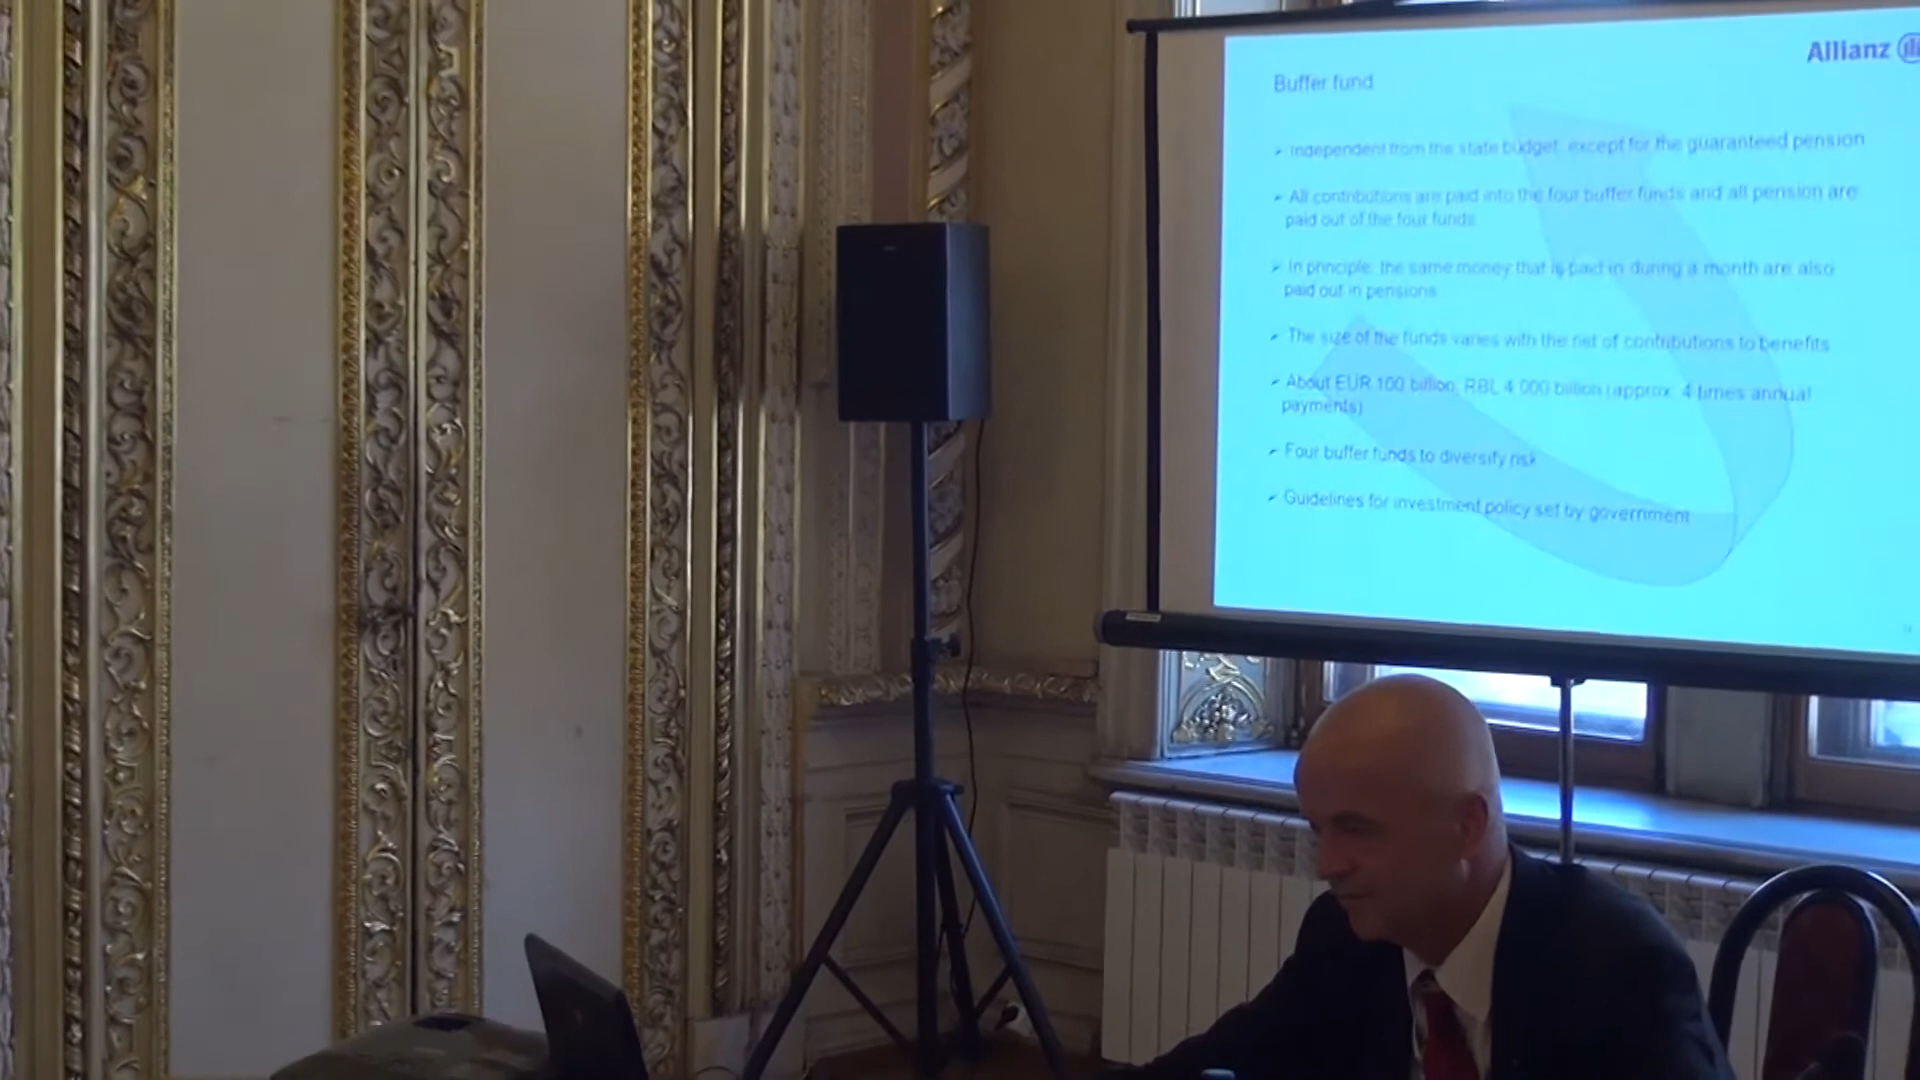 Allianz
Buffer fund
Independent from the state budget, except for the guaranteed pension
All contributions are paid into the four buffer funds and all pension are
paid out of the four funds
In principle, the same money that is paid in during a month are also
paid out in pensions
The size of the funds varies with the net of contributions to benefits
About EUR 100 billion, RBL 4 000 billion (approx. 4 times annual
payments)
Four buffer funds to diversify risk
Guidelines for investment policy set by government